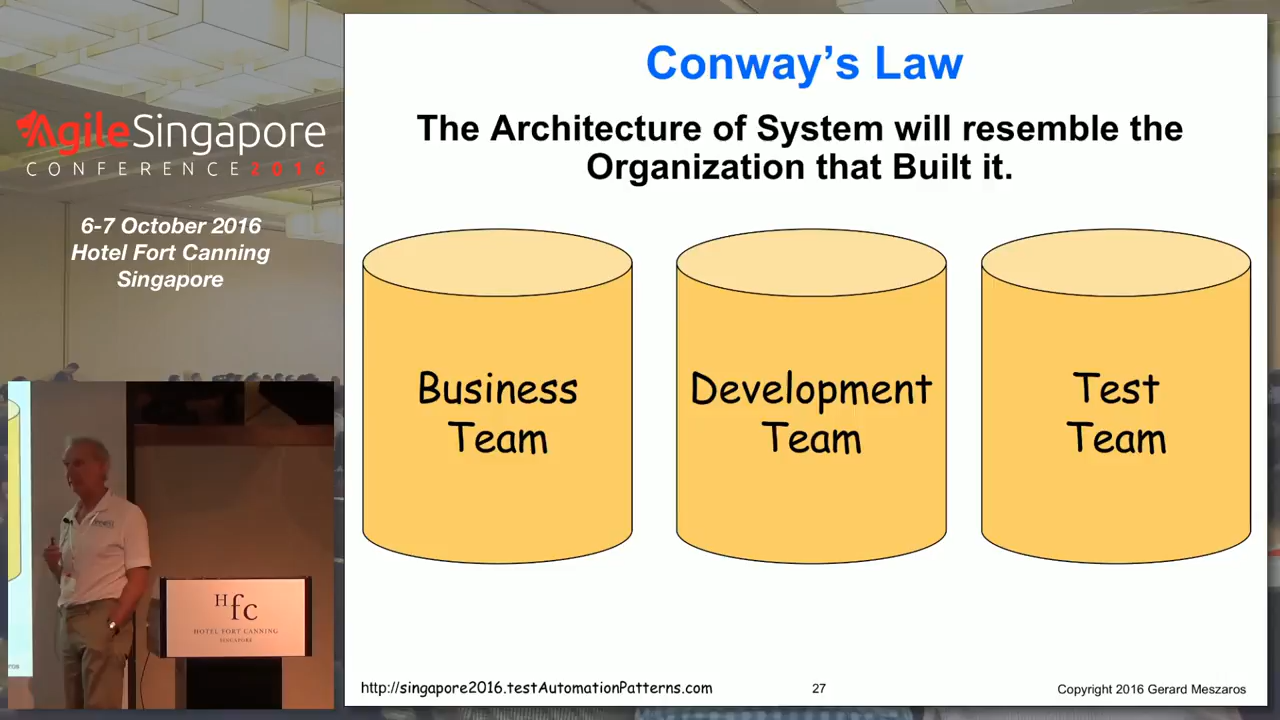 AgileSingapore
CONFERENCE 2016
6-7 October 2016
Hotel Fort Canning
Singapore
Conway's Law
The Architecture of System will resemble the
Organization that Built it.
Business
Team
Development
Team
Test
Team
Hfc
HOTEL FORT CANNING
SINGAPORE
http://singapore2016.testAutomationPatterns.com
27
Copyright 2016 Gerard Meszaros